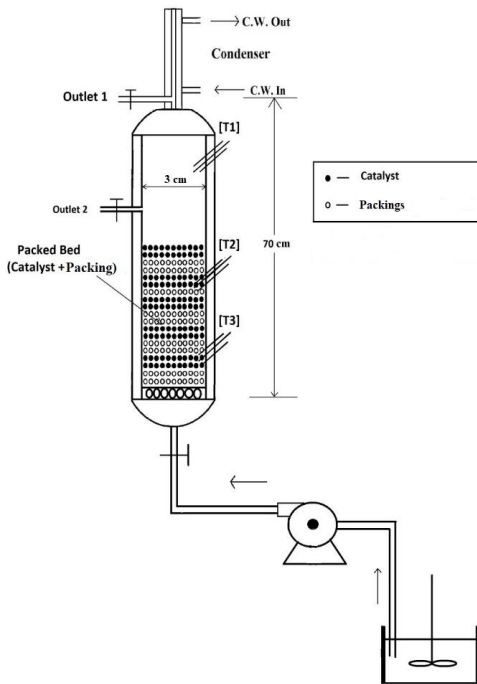 C.W. Out
Condenser
Outlet 1
C.W. In
[T1]
3 cm
Outlet 2
70 cm
[T2]
Packed Bed
(Catalyst +Packing)
[T3]
Catalyst
Packings